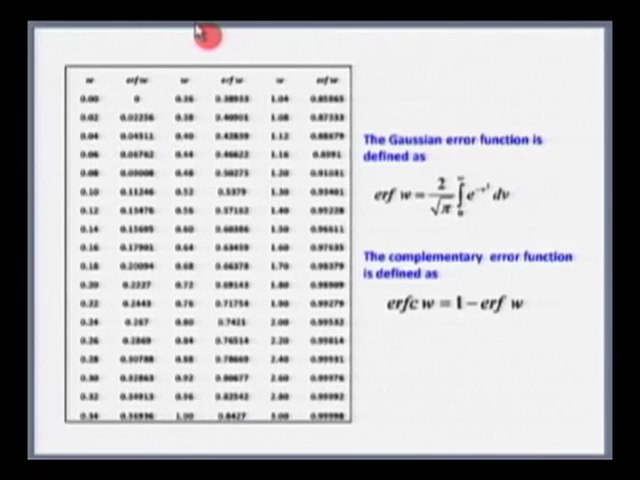 w erf w w erf w w erf w
0.00 0 0.36 0.38933 1.04 0.85865
0.02 0.02256 0.38 0.40901 1.08 0.87333
0.04 0.04511 0.40 0.42839 1.12 0.88679
0.06 0.06762 0.44 0.46622 1.16 0.8991
0.08 0.09008 0.48 0.50275 1.20 0.91031
0.10 0.11246 0.52 0.5379 1.30 0.93401
0.12 0.13476 0.56 0.57162 1.40 0.95228
0.14 0.15695 0.60 0.60386 1.50 0.96611
0.16 0.17901 0.64 0.63459 1.60 0.97635
0.18 0.20094 0.68 0.66378 1.70 0.98379
0.20 0.2227 0.72 0.69143 1.80 0.98909
0.22 0.2443 0.76 0.71754 1.90 0.99279
0.24 0.267 0.80 0.7421 2.00 0.99532
0.26 0.2869 0.84 0.76514 2.20 0.99814
0.28 0.30788 0.88 0.78669 2.40 0.99931
0.30 0.32863 0.92 0.80677 2.60 0.99976
0.32 0.34913 0.96 0.82542 2.80 0.99992
0.34 0.36936 1.00 0.8427 3.00 0.99998
The Gaussian error function is
defined as
The complementary error function
is defined as
erfc w = 1 − erf w